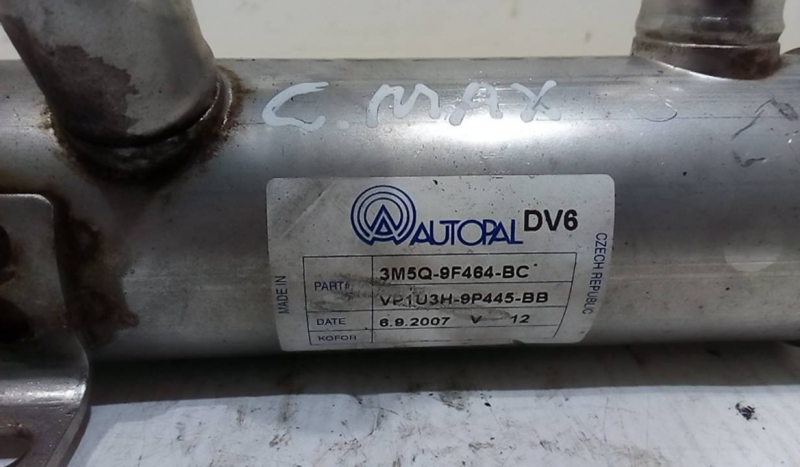 C.MAX
AUTOPAL DV6
MADE IN
PART#:
3M5Q-9F464-BC
VP1U3H-9P445-BB
DATE 6.9.2007 V 12
KOFOR
CZECH REPUBLIC